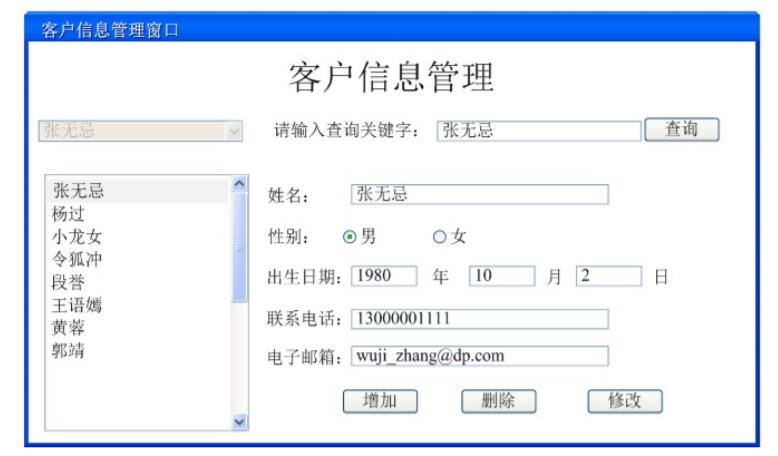 客户信息管理窗口
客户信息管理
张无忌 请输入查询关键字： 张无忌 查询
张无忌
杨过
小龙女
令狐冲
段誉
王语嫣
黄蓉
郭靖
姓名： 张无忌
性别： 男 女
出生日期： 1980 年 10 月 2 日
联系电话： 13000001111
电子邮箱： wuji_zhang@dp.com
增加 删除 修改